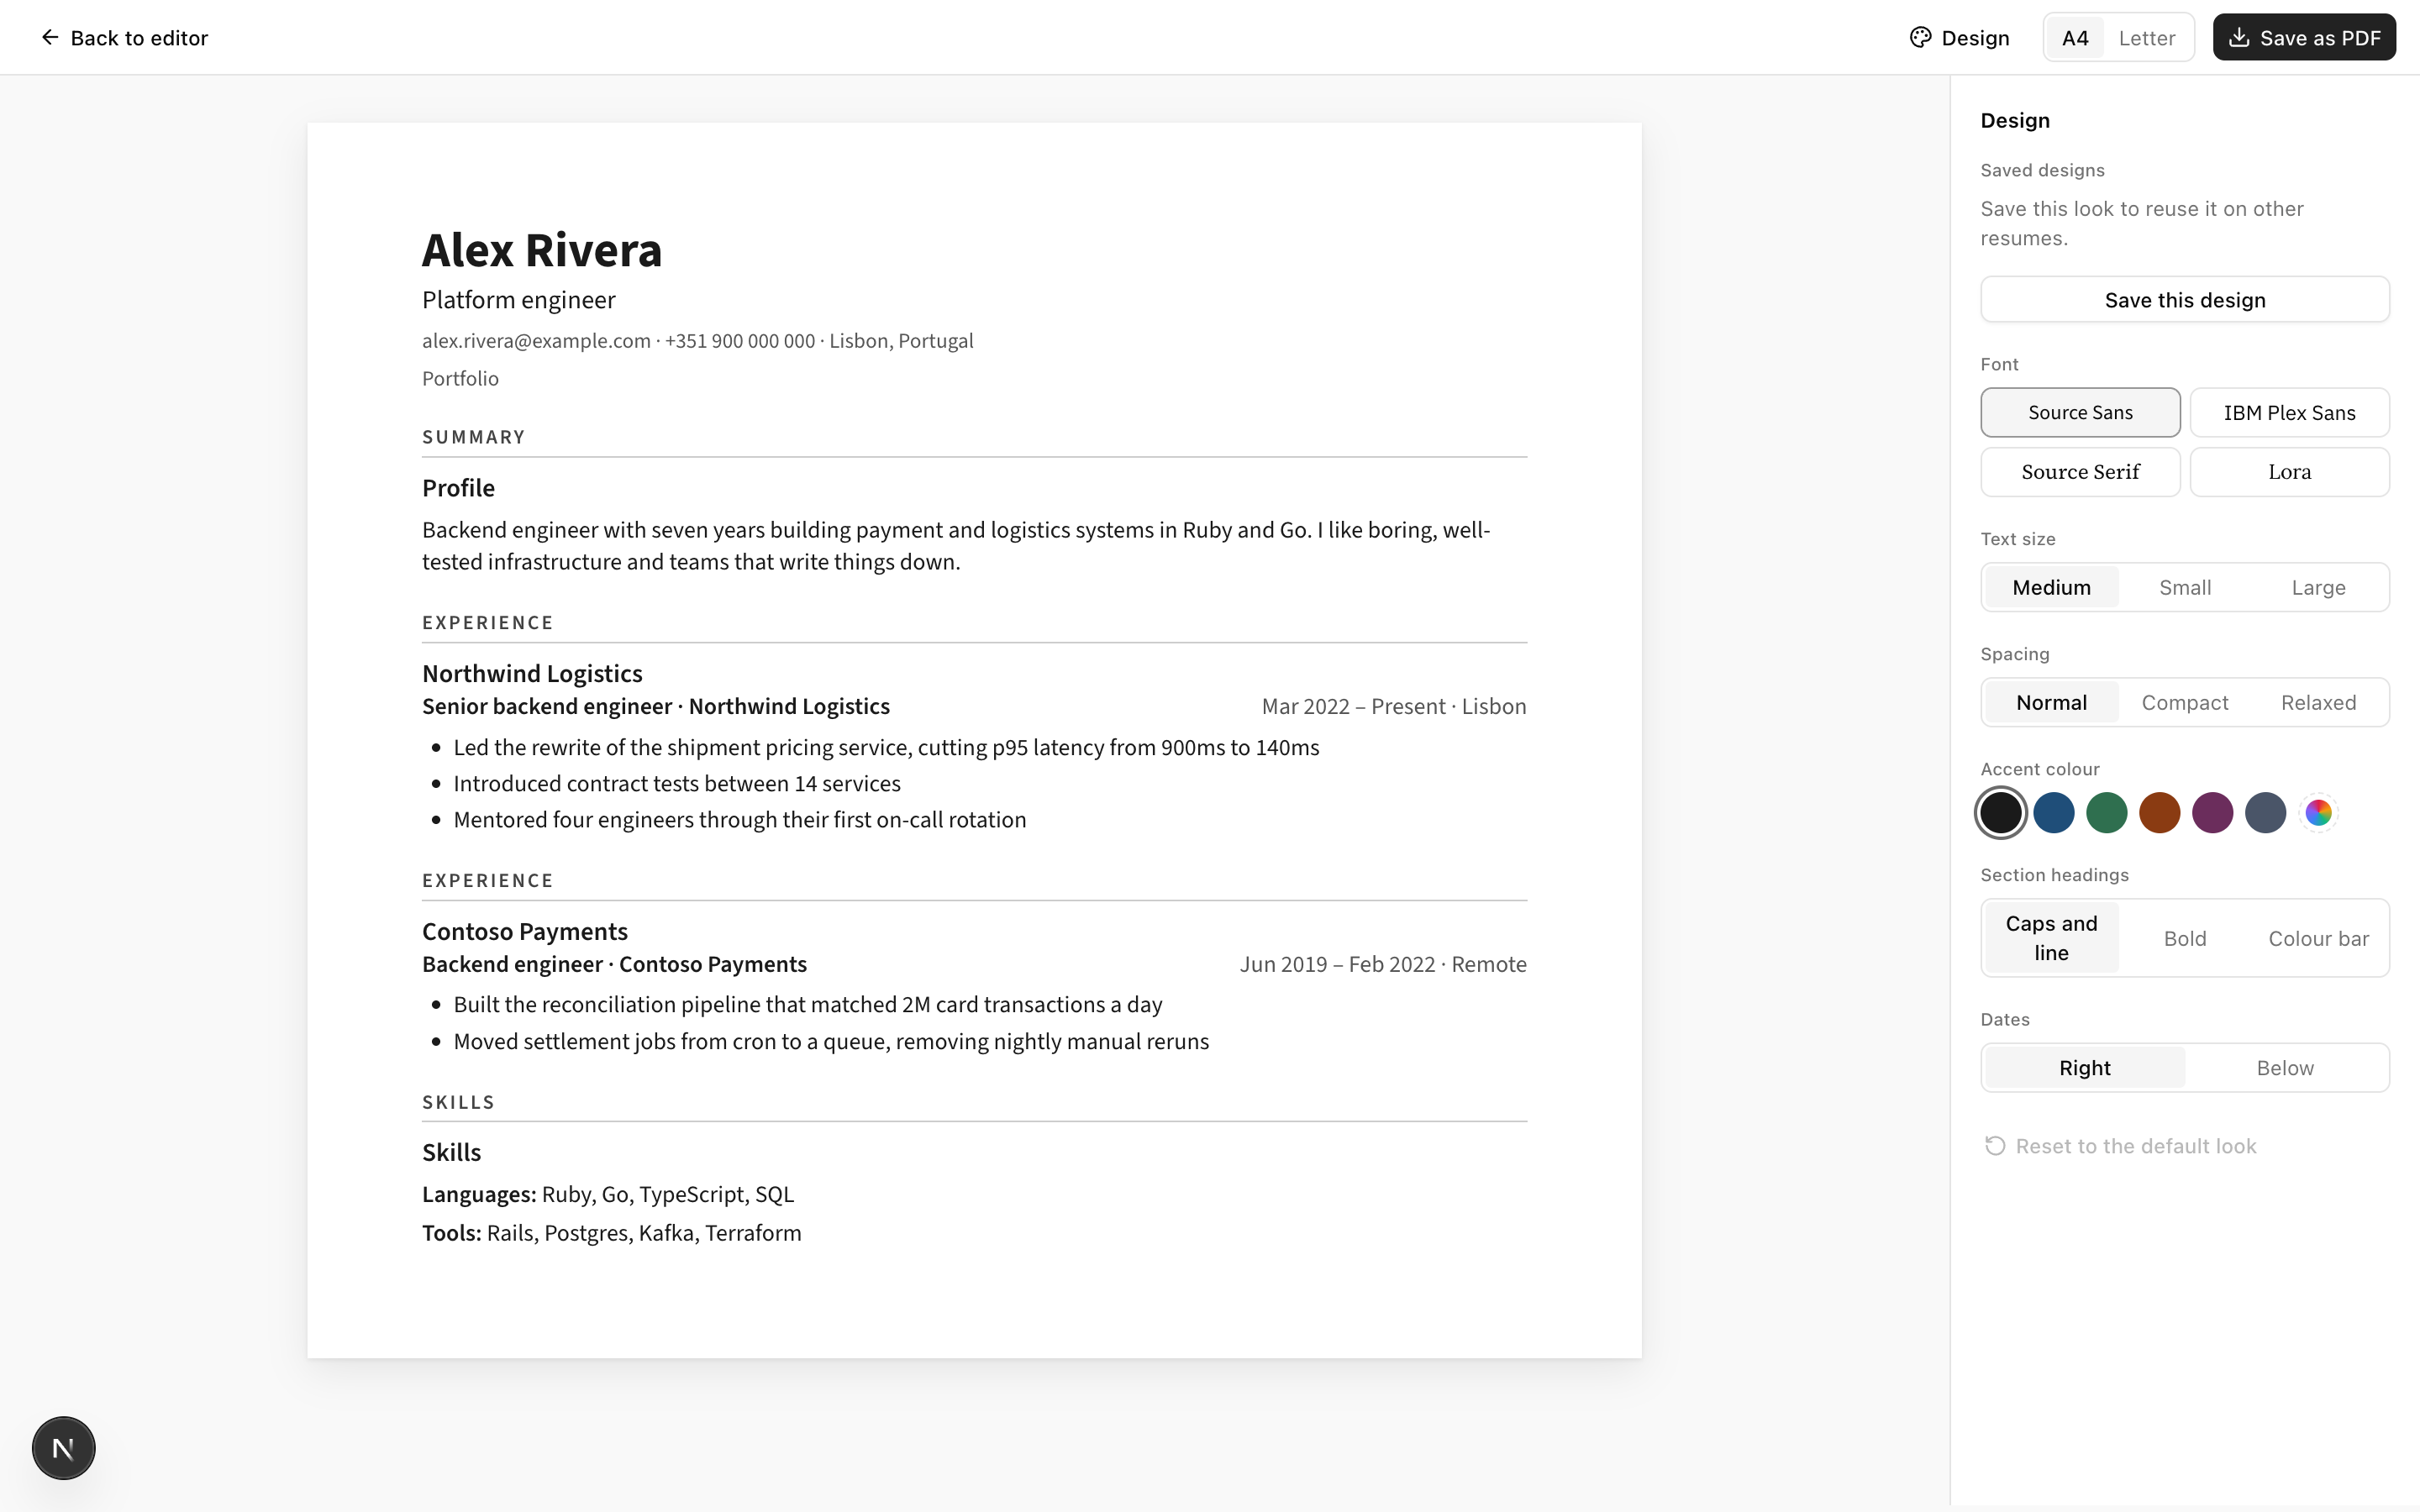 Back to editor
Design
A4
Letter
Save as PDF
Alex Rivera
Platform engineer
alex.rivera@example.com · +351 900 000 000 · Lisbon, Portugal
Portfolio
SUMMARY
Profile
Backend engineer with seven years building payment and logistics systems in Ruby and Go. I like boring, well-
tested infrastructure and teams that write things down.
EXPERIENCE
Northwind Logistics
Senior backend engineer · Northwind Logistics
Mar 2022 – Present · Lisbon
• Led the rewrite of the shipment pricing service, cutting p95 latency from 900ms to 140ms
• Introduced contract tests between 14 services
• Mentored four engineers through their first on-call rotation
EXPERIENCE
Contoso Payments
Backend engineer · Contoso Payments
Jun 2019 – Feb 2022 · Remote
• Built the reconciliation pipeline that matched 2M card transactions a day
• Moved settlement jobs from cron to a queue, removing nightly manual reruns
SKILLS
Skills
Languages: Ruby, Go, TypeScript, SQL
Tools: Rails, Postgres, Kafka, Terraform
N
Design
Saved designs
Save this look to reuse it on other
resumes.
Save this design
Font
Source Sans
IBM Plex Sans
Source Serif
Lora
Text size
Medium
Small
Large
Spacing
Normal
Compact
Relaxed
Accent colour
Section headings
Caps and
line
Bold
Colour bar
Dates
Right
Below
Reset to the default look